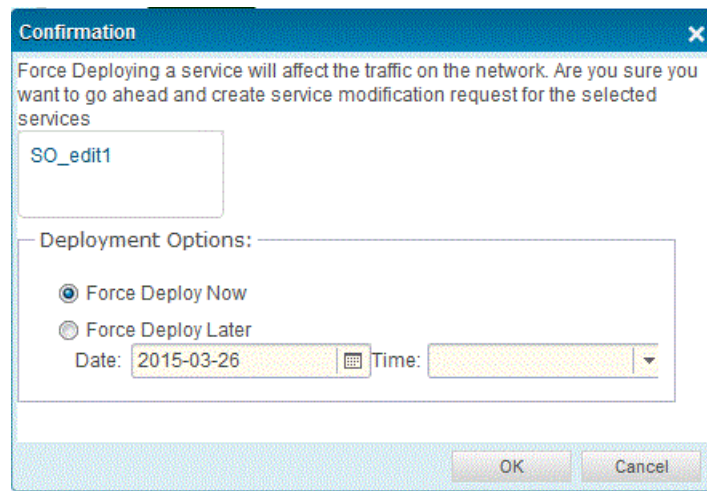 Confirmation
Force Deploying a service will affect the traffic on the network. Are you sure you
want to go ahead and create service modification request for the selected
services
SO_edit1
Deployment Options:
Force Deploy Now
Force Deploy Later
Date: 2015-03-26 Time:
OK Cancel